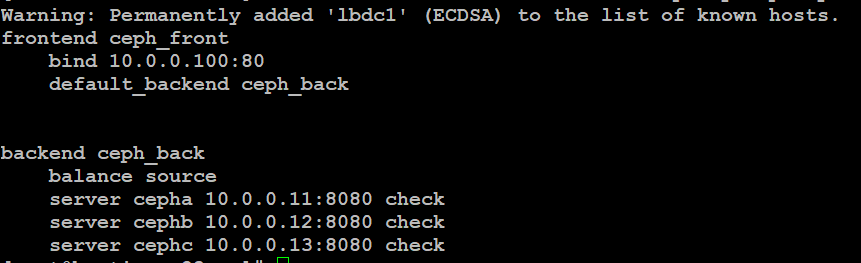 Warning: Permanently added 'lbdc1' (ECDSA) to the list of known hosts.
frontend ceph_front
    bind 10.0.0.100:80
    default_backend ceph_back
backend ceph_back
    balance source
    server cepha 10.0.0.11:8080 check
    server cephb 10.0.0.12:8080 check
    server cephc 10.0.0.13:8080 check